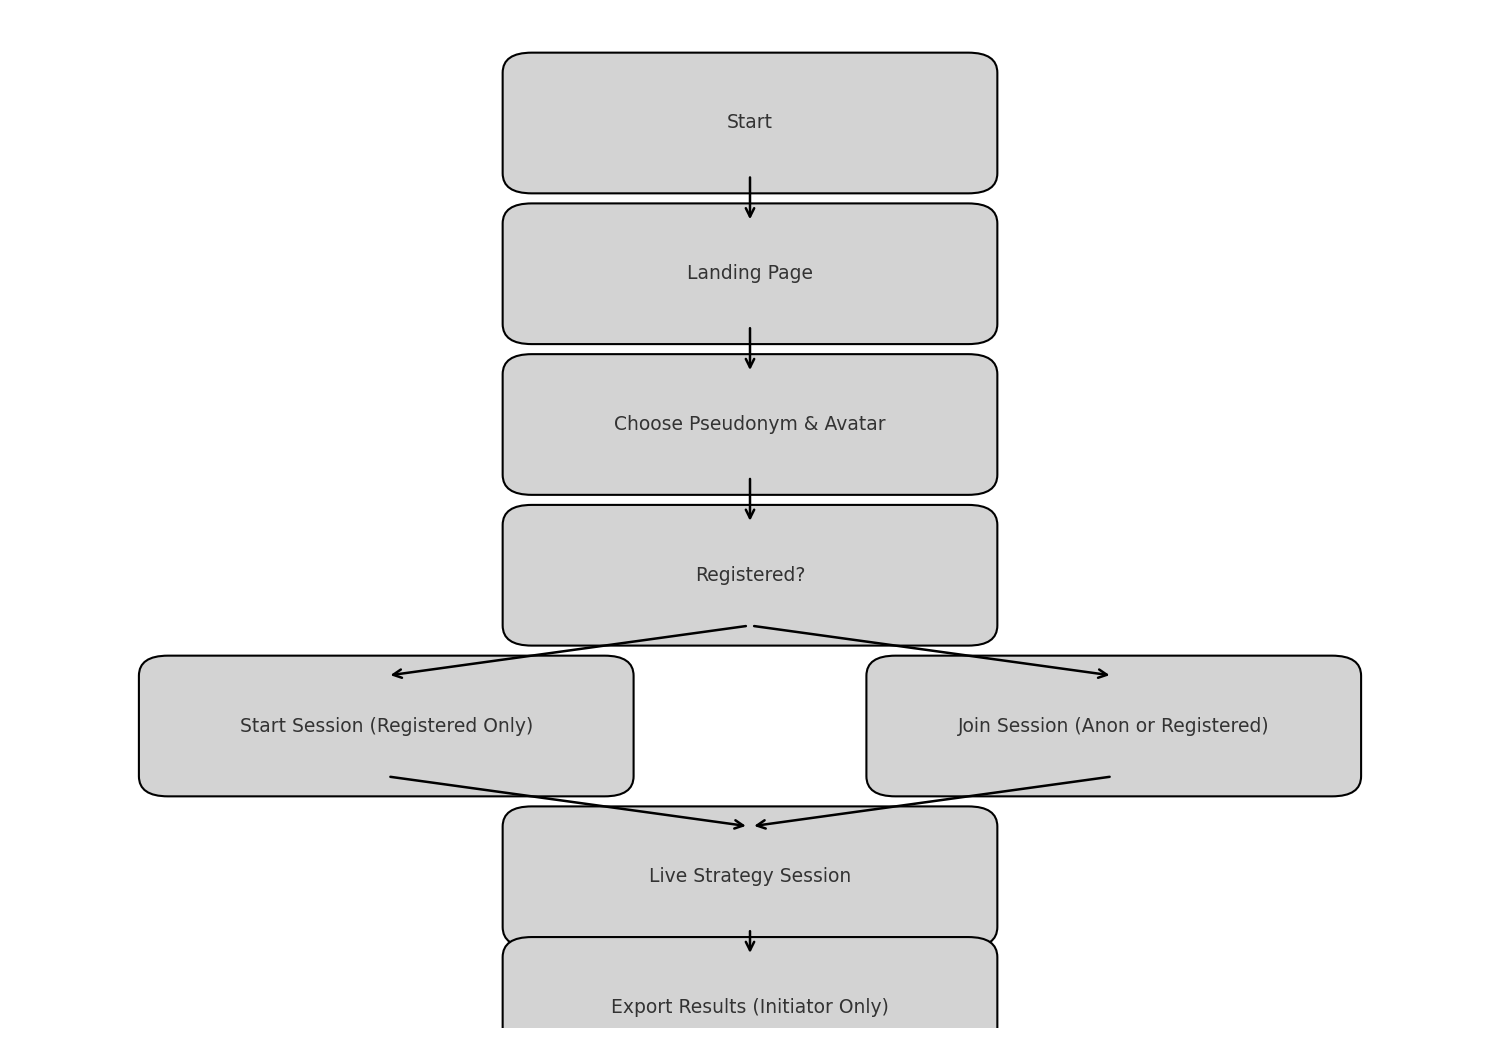 Start
Landing Page
Choose Pseudonym & Avatar
Registered?
Start Session (Registered Only)
Join Session (Anon or Registered)
Live Strategy Session
Export Results (Initiator Only)